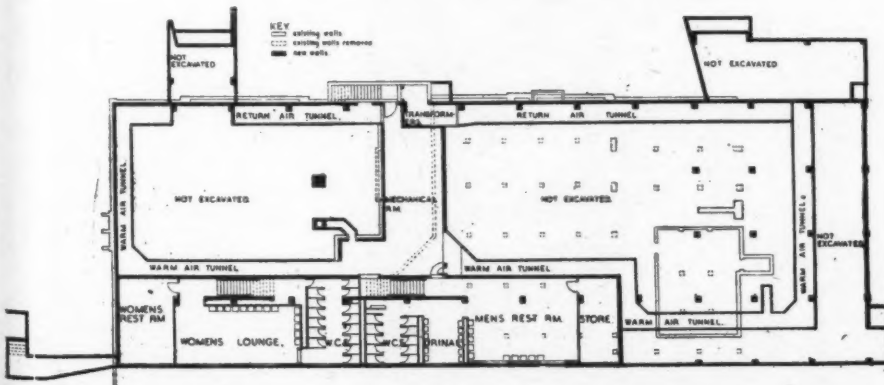 KEY
existing walls
existing walls removed
new walls
NOT
EXCAVATED
NOT EXCAVATED
RETURN AIR TUNNEL.
TRANSFORM-
ERS.
RETURN AIR TUNNEL
WARM AIR TUNNEL
NOT EXCAVATED.
MECHANICAL
RM.
NOT EXCAVATED.
WARM AIR TUNNEL.
NOT
EXCAVATED
WARM AIR TUNNEL
WARM AIR TUNNEL
WOMENS
REST RM
WOMENS LOUNGE.
W.C.S
W.C.S
URINAL
MENS REST RM.
STORE.
WARM AIR TUNNEL.